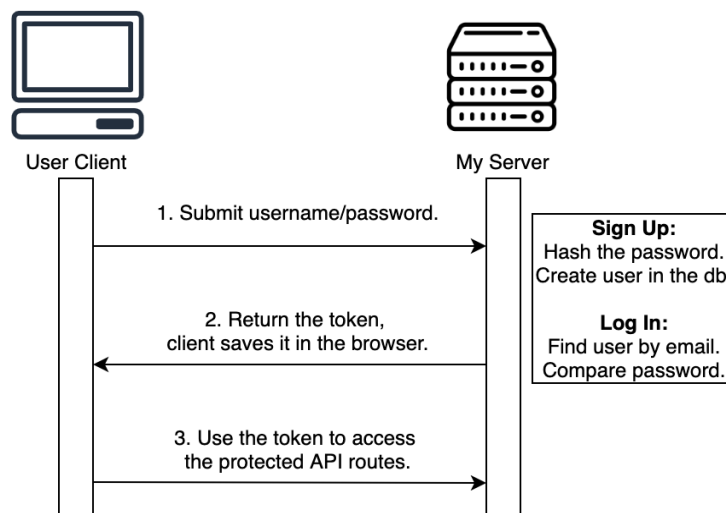 User Client
My Server
1. Submit username/password.
Sign Up:
Hash the password.
Create user in the db
2. Return the token,
client saves it in the browser.
Log In:
Find user by email.
Compare password.
3. Use the token to access
the protected API routes.